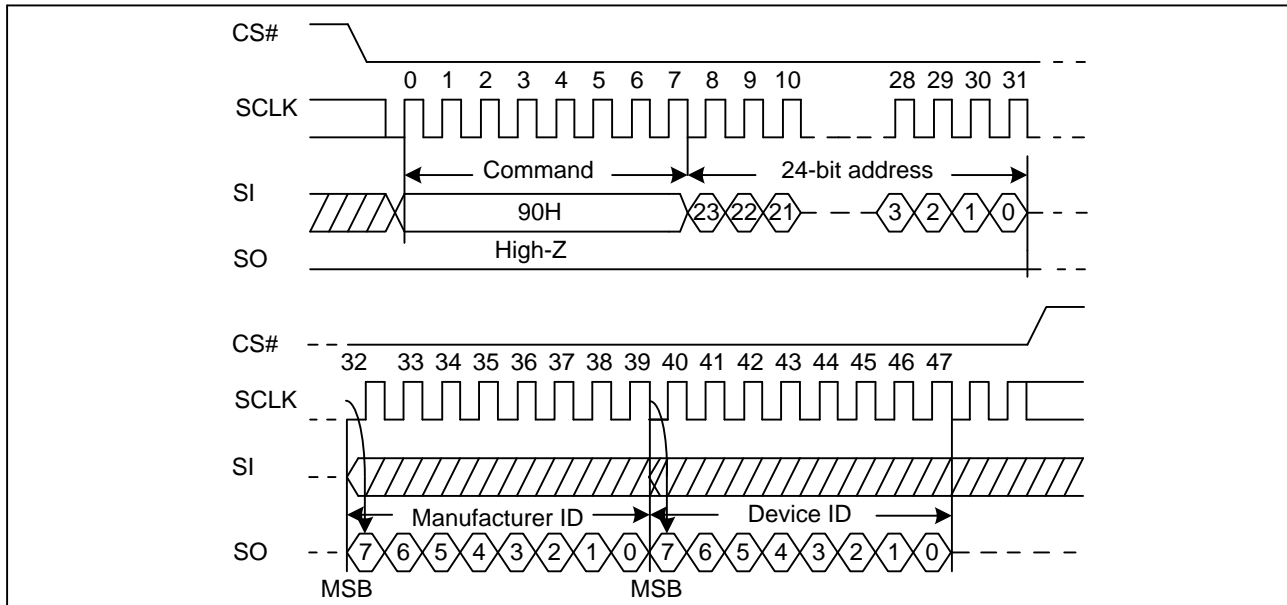 CS#
0 1 2 3 4 5 6 7 8 9 10 28 29 30 31
SCLK
Command 24-bit address
SI
90H 23 22 21 3 2 1 0
High-Z
SO
CS#
32 33 34 35 36 37 38 39 40 41 42 43 44 45 46 47
SCLK
SI
Manufacturer ID Device ID
SO 7 6 5 4 3 2 1 0 7 6 5 4 3 2 1 0
MSB MSB